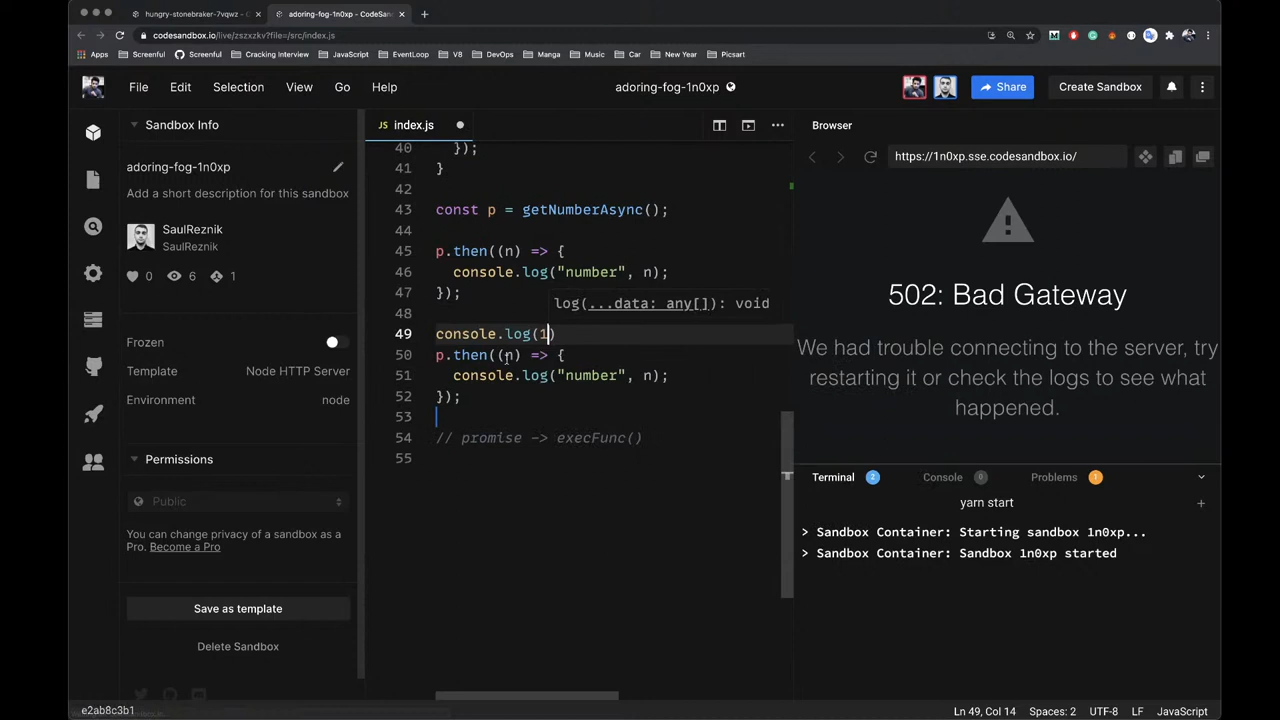 hungry-stonebraker-7vqwz - C
adoring-fog-1n0xp - CodeSan
codesandbox.io/live/zszxzkv?file=/src/index.js
Apps Screenful Screenful Cracking Interview JavaScript EventLoop V8 DevOps Manga Music Car New Year Picsart
File Edit Selection View Go Help
adoring-fog-1n0xp
Share
Create Sandbox
Sandbox Info
adoring-fog-1n0xp
Add a short description for this sandbox
SaulReznik
SaulReznik
0 6 1
Frozen
Template Node HTTP Server
Environment node
Permissions
Public
You can change privacy of a sandbox as a
Pro. Become a Pro
Save as template
Delete Sandbox
JS index.js
40 });
41 }
42
43 const p = getNumberAsync();
44
45 p.then((n) => {
46 console.log("number", n);
47 });
48
log(...data: any[]): void
49 console.log(1)
50 p.then((n) => {
51 console.log("number", n);
52 });
53
54 // promise -> execFunc()
55
Browser
https://1n0xp.sse.codesandbox.io/
502: Bad Gateway
We had trouble connecting to the server, try
restarting it or check the logs to see what
happened.
Terminal 2 Console 0 Problems 1
yarn start
> Sandbox Container: Starting sandbox 1n0xp...
> Sandbox Container: Sandbox 1n0xp started
e2ab8c3b1
Ln 49, Col 14 Spaces: 2 UTF-8 LF JavaScript